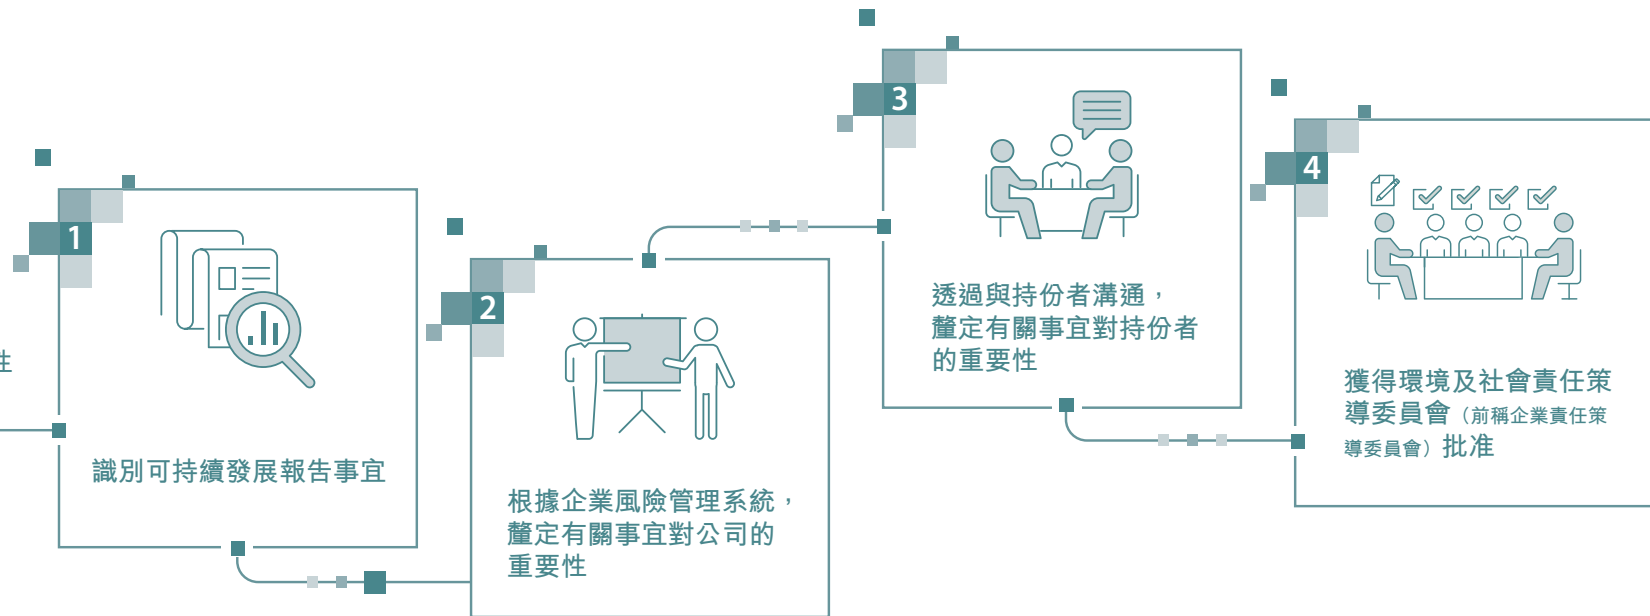 性
1
識別可持續發展報告事宜
2
根據企業風險管理系統，
釐定有關事宜對公司的
重要性
3
透過與持份者溝通，
釐定有關事宜對持份者
的重要性
4
獲得環境及社會責任策
導委員會（前稱企業責任策
導委員會）批准